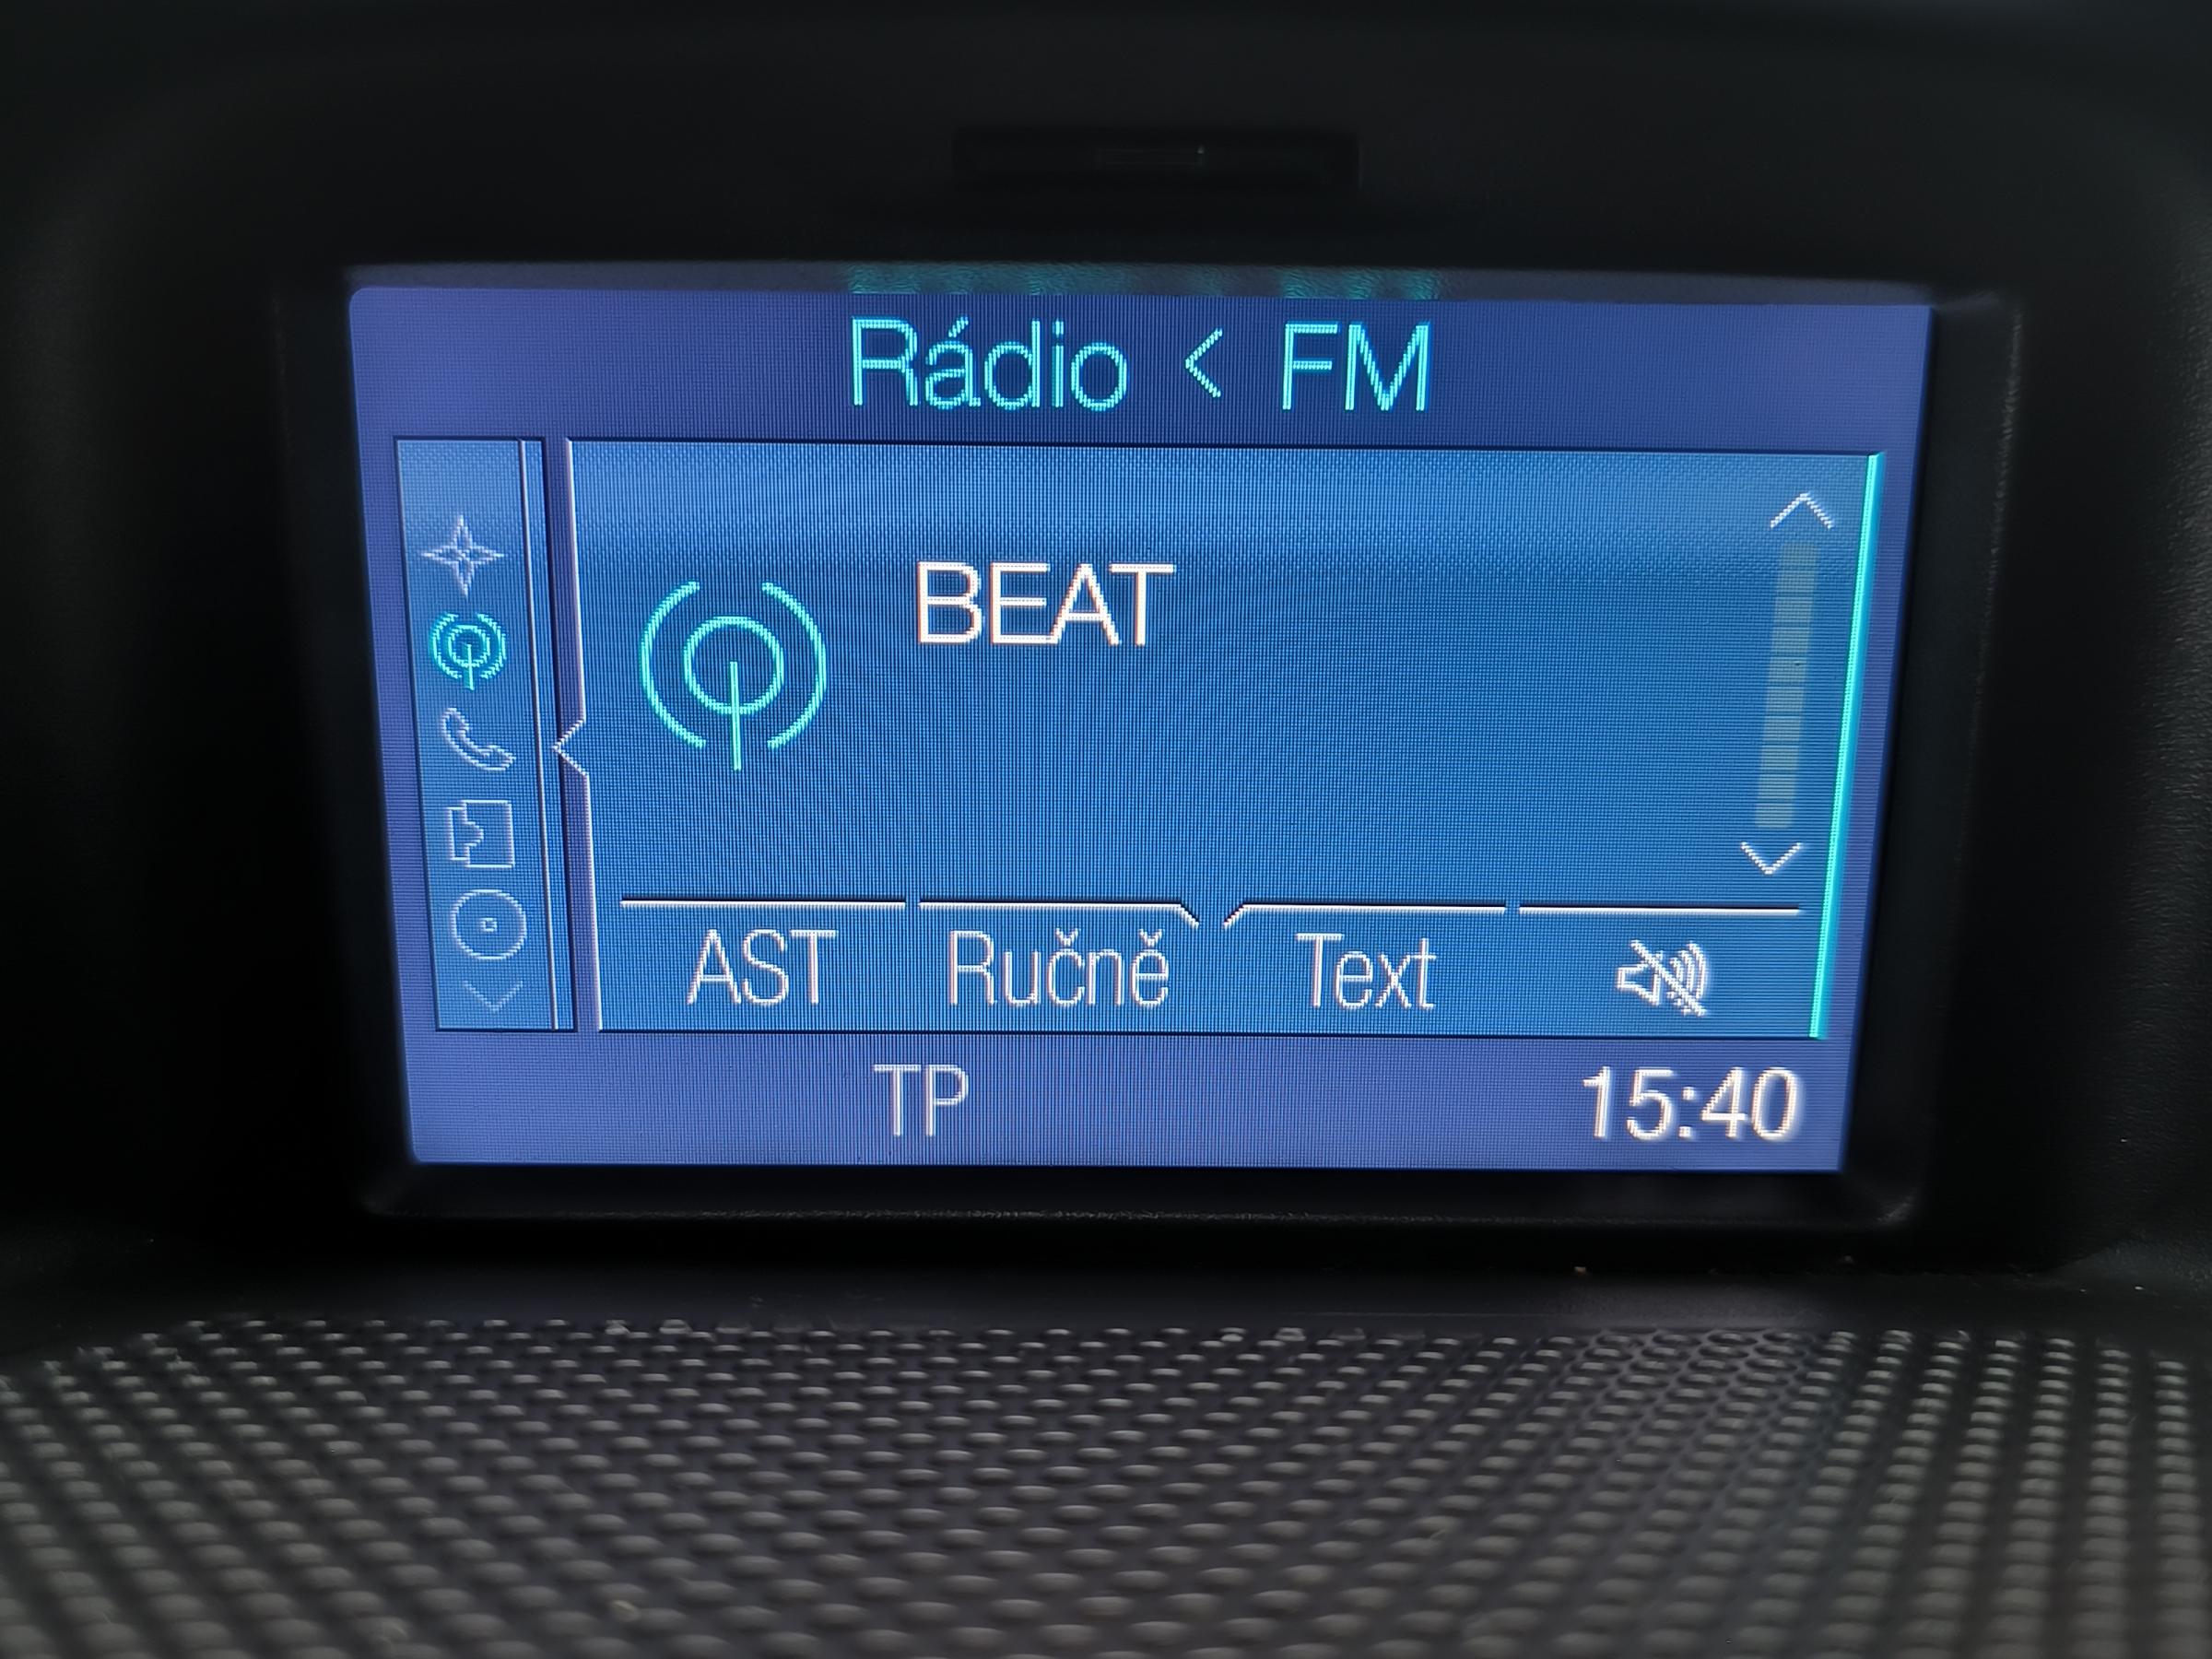 Rádio < FM
BEAT
AST Ručně Text
TP 15:40